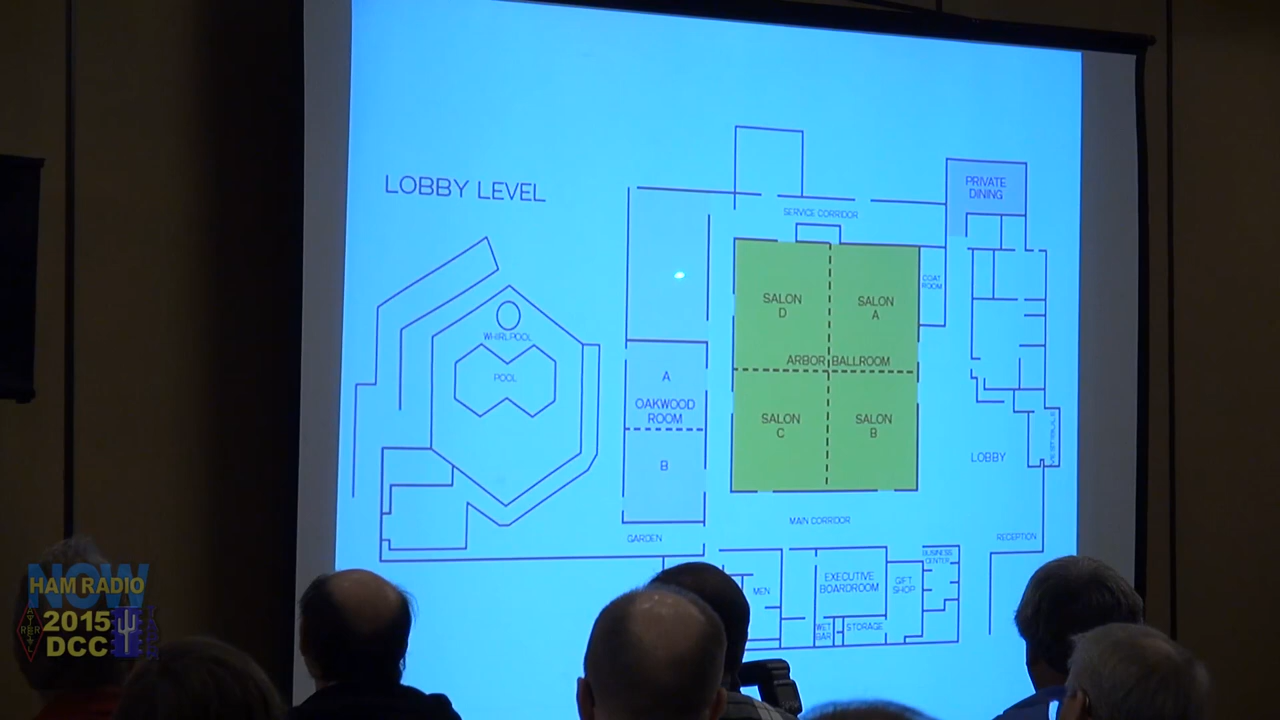 LOBBY LEVEL
PRIVATE
DINING
SERVICE CORRIDOR
COAT
ROOM
SALON
D
SALON
A
WHIRLPOOL
POOL
ARBOR BALLROOM
A
OAKWOOD
ROOM
B
SALON
C
SALON
B
LOBBY
VESTIBULE
MAIN CORRIDOR
GARDEN
RECEPTION
MEN
EXECUTIVE
BOARDROOM
GIFT
SHOP
BUSINESS
CENTER
WET
BAR
STORAGE
NOW
HAM RADIO
2015
DCC